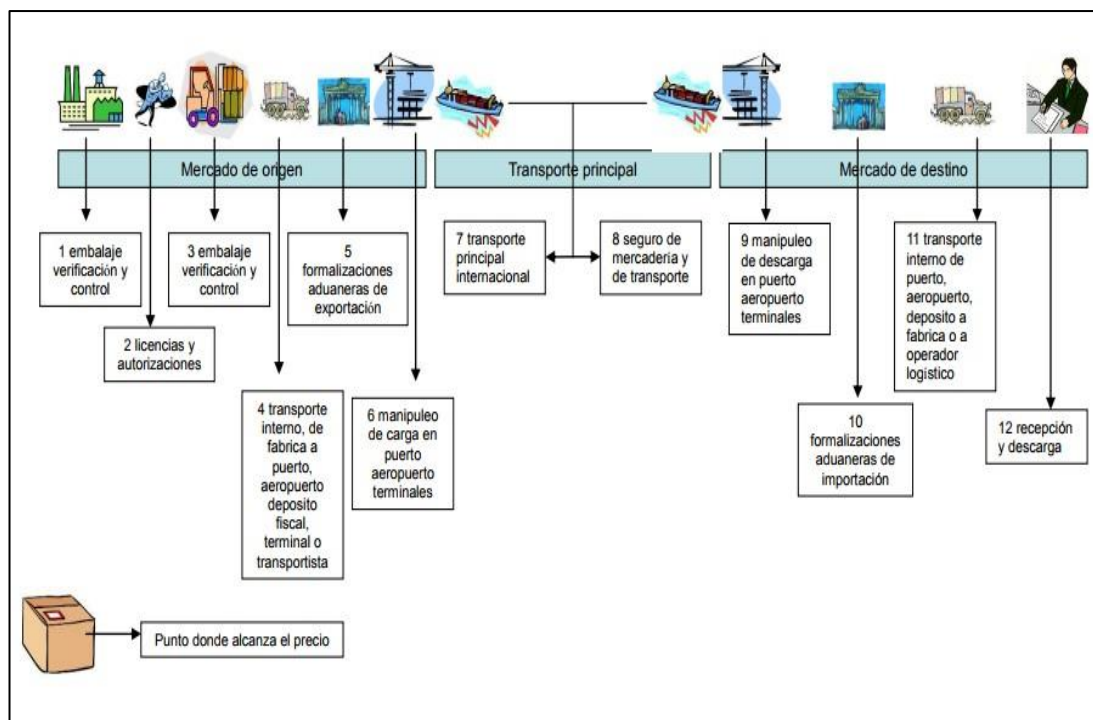 Mercado de origen
Transporte principal
Mercado de destino
1 embalaje
verificación y
control
3 embalaje
verificación y
control
5
formalizaciones
aduaneras de
exportación
7 transporte
principal
internacional
8 seguro de
mercadería y
de transporte
9 manipuleo
de descarga
en puerto
aeropuerto
terminales
11 transporte
interno de
puerto,
aeropuerto,
deposito a
fabrica o a
operador
logístico
2 licencias y
autorizaciones
4 transporte
interno, de
fabrica a
puerto,
aeropuerto
deposito
fiscal,
terminal o
transportista
6 manipuleo
de carga en
puerto
aeropuerto
terminales
10
formalizaciones
aduaneras de
importación
12 recepción
y descarga
Punto donde alcanza el precio